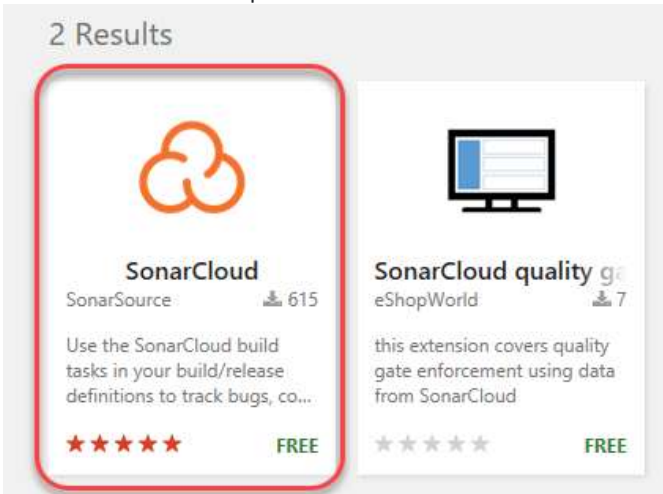 2 Results
SonarCloud
SonarSource 615
Use the SonarCloud build
tasks in your build/release
definitions to track bugs, co...
FREE
SonarCloud quality
eShopWorld 7
this extension covers quality
gate enforcement using data
from SonarCloud
FREE